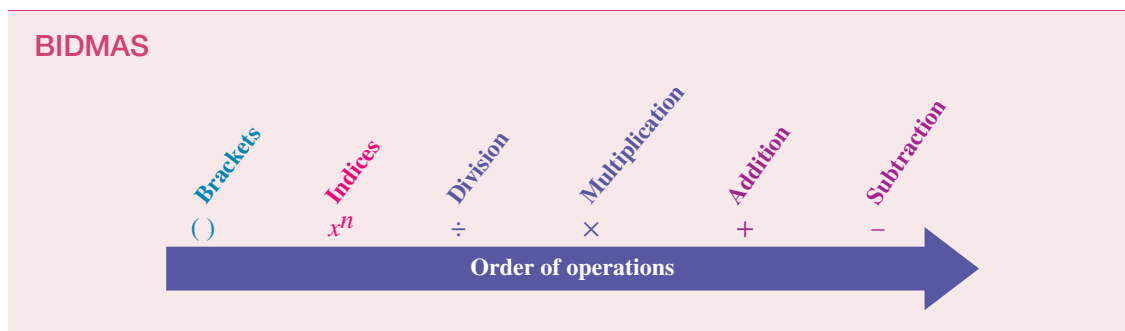 BIDMAS
Brackets Indices Division Multiplication Addition Subtraction
( ) xⁿ ÷ × + −
Order of operations